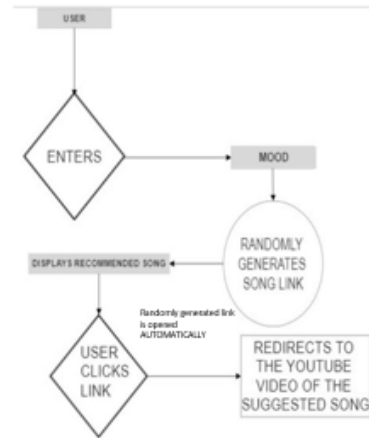 USER
ENTERS
MOOD
RANDOMLY
GENERATES
SONG LINK
DISPLAYS RECOMMENDED SONG
Randomly generated link
is opened
AUTOMATICALLY
USER
CLICKS
LINK
REDIRECTS TO
THE YOUTUBE
VIDEO OF THE
SUGGESTED SONG